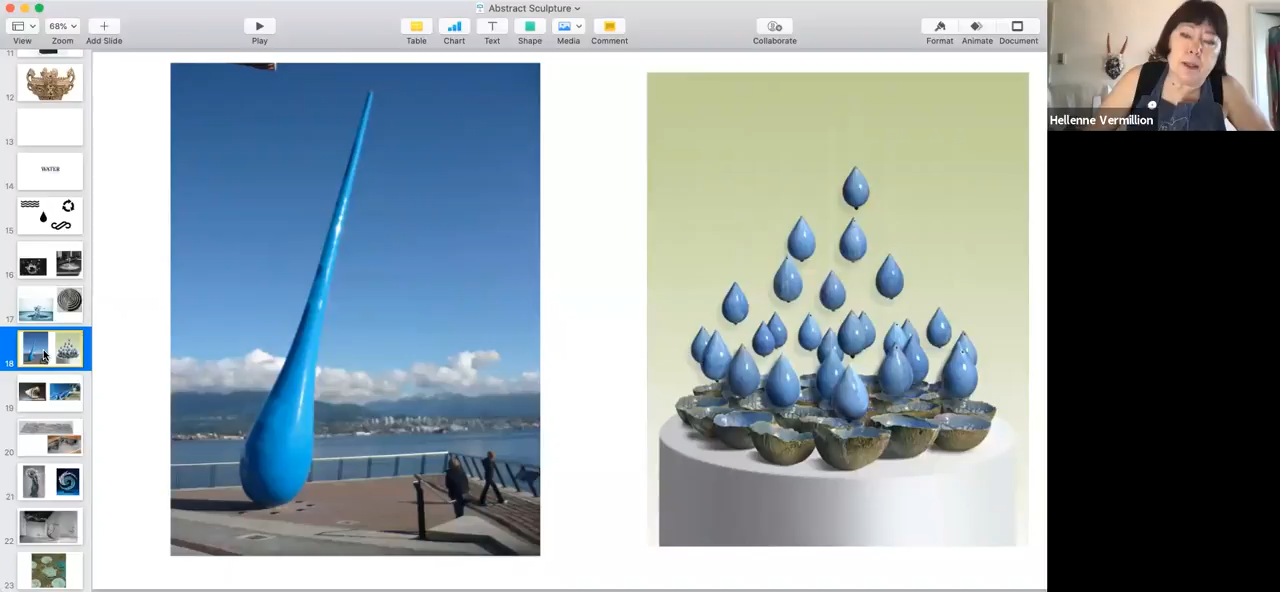 Abstract Sculpture
68%
View
Zoom
Add Slide
Play
Table
Chart
Text
Shape
Media
Comment
Collaborate
Format
Animate
Document
11
12
13
WATER
14
15
16
17
18
19
20
21
22
23
Hellenne Vermillion